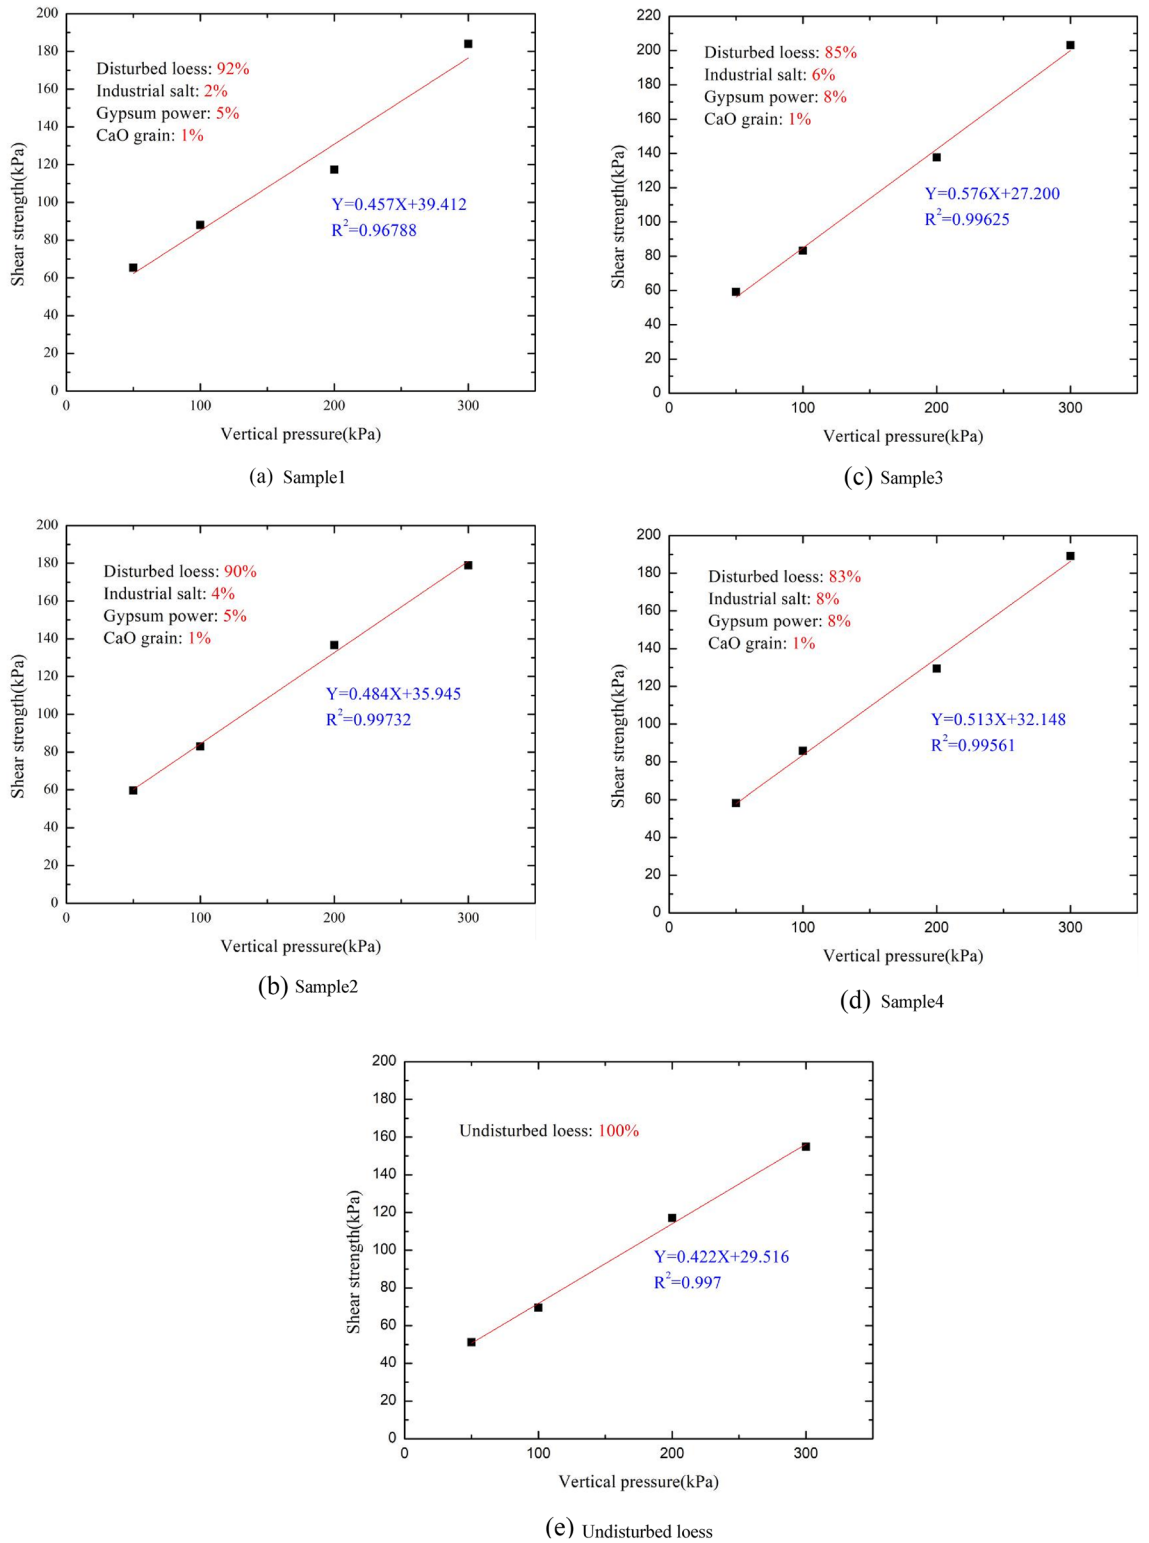 200
180
160
140
120
100
80
60
40
20
0
0 100 200 300
Shear strength(kPa)
Vertical pressure(kPa)
Disturbed loess: 92%
Industrial salt: 2%
Gypsum power: 5%
CaO grain: 1%
Y=0.457X+39.412
R²=0.96788
(a) Sample1
220
200
180
160
140
120
100
80
60
40
20
0
0 100 200 300
Shear strength(kPa)
Vertical pressure(kPa)
Disturbed loess: 85%
Industrial salt: 6%
Gypsum power: 8%
CaO grain: 1%
Y=0.576X+27.200
R²=0.99625
(c) Sample3
200
180
160
140
120
100
80
60
40
20
0
0 100 200 300
Shear strength(kPa)
Vertical pressure(kPa)
Disturbed loess: 90%
Industrial salt: 4%
Gypsum power: 5%
CaO grain: 1%
Y=0.484X+35.945
R²=0.99732
(b) Sample2
200
180
160
140
120
100
80
60
40
20
0
0 100 200 300
Shear strength(kPa)
Vertical pressure(kPa)
Disturbed loess: 83%
Industrial salt: 8%
Gypsum power: 8%
CaO grain: 1%
Y=0.513X+32.148
R²=0.99561
(d) Sample4
200
180
160
140
120
100
80
60
40
20
0
0 100 200 300
Shear strength(kPa)
Vertical pressure(kPa)
Undisturbed loess: 100%
Y=0.422X+29.516
R²=0.997
(e) Undisturbed loess